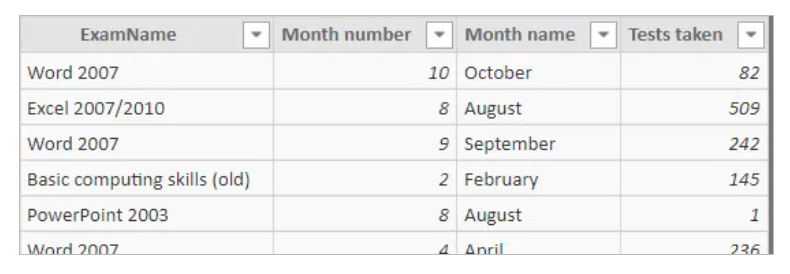 ExamName Month number Month name Tests taken
Word 2007 10 October 82
Excel 2007/2010 8 August 509
Word 2007 9 September 242
Basic computing skills (old) 2 February 145
PowerPoint 2003 8 August 1
Word 2007 4 April 236